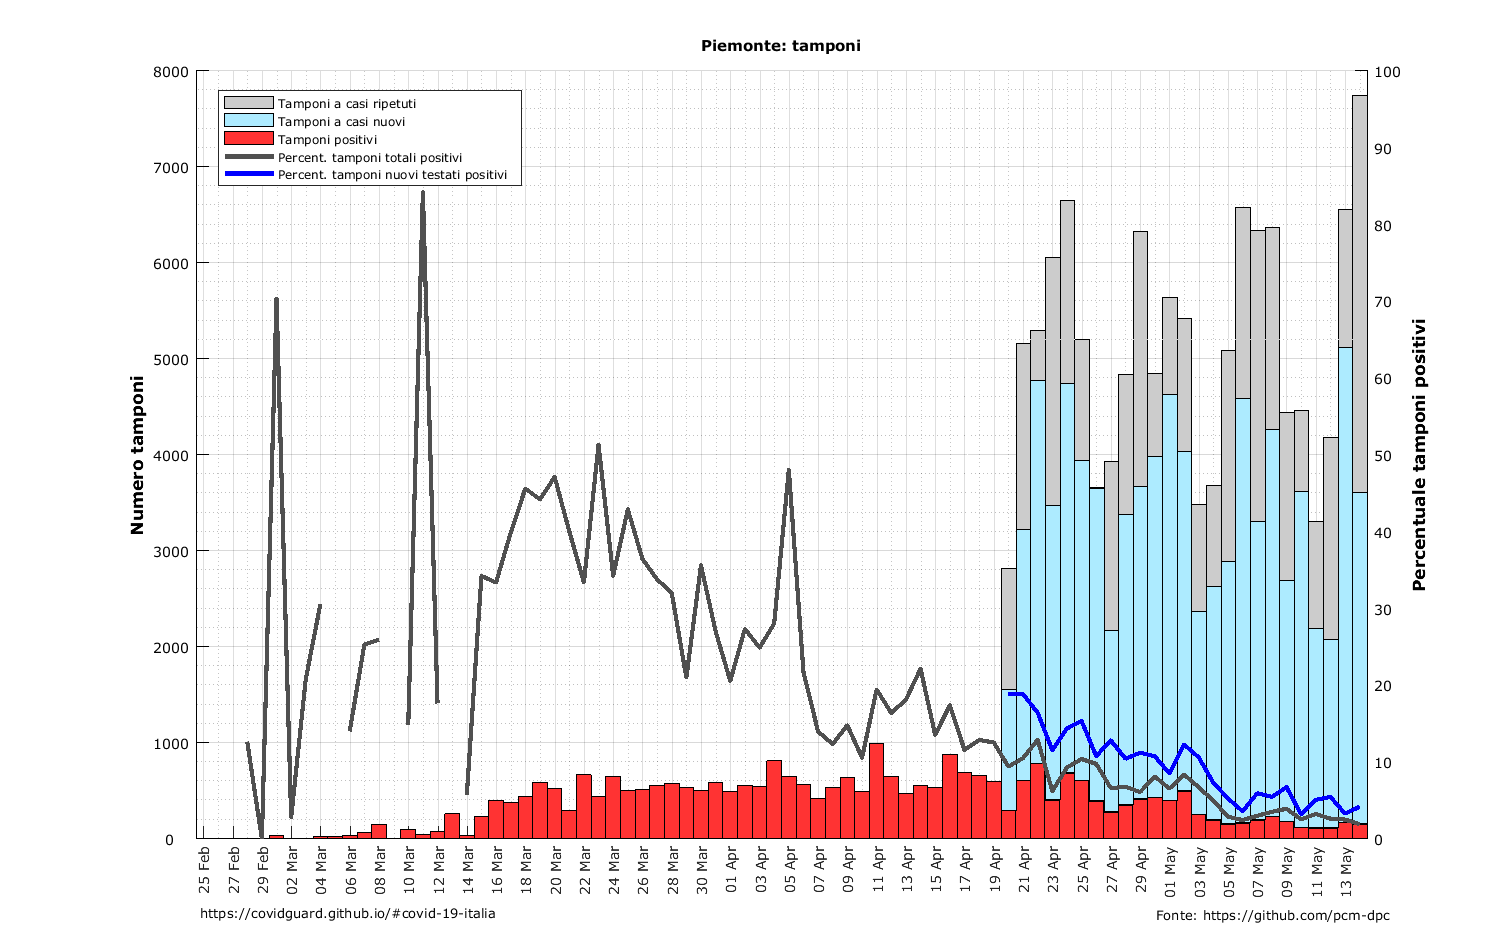 Piemonte: tamponi
8000
7000
6000
5000
4000
3000
2000
1000
0
Numero tamponi
Tamponi a casi ripetuti
Tamponi a casi nuovi
Tamponi positivi
Percent. tamponi totali positivi
Percent. tamponi nuovi testati positivi
100
90
80
70
60
50
40
30
20
10
0
Percentuale tamponi positivi
25 Feb
27 Feb
29 Feb
02 Mar
04 Mar
06 Mar
08 Mar
10 Mar
12 Mar
14 Mar
16 Mar
18 Mar
20 Mar
22 Mar
24 Mar
26 Mar
28 Mar
30 Mar
01 Apr
03 Apr
05 Apr
07 Apr
09 Apr
11 Apr
13 Apr
15 Apr
17 Apr
19 Apr
21 Apr
23 Apr
25 Apr
27 Apr
29 Apr
01 May
03 May
05 May
07 May
09 May
11 May
13 May
https://covidguard.github.io/#covid-19-italia
Fonte: https://github.com/pcm-dpc